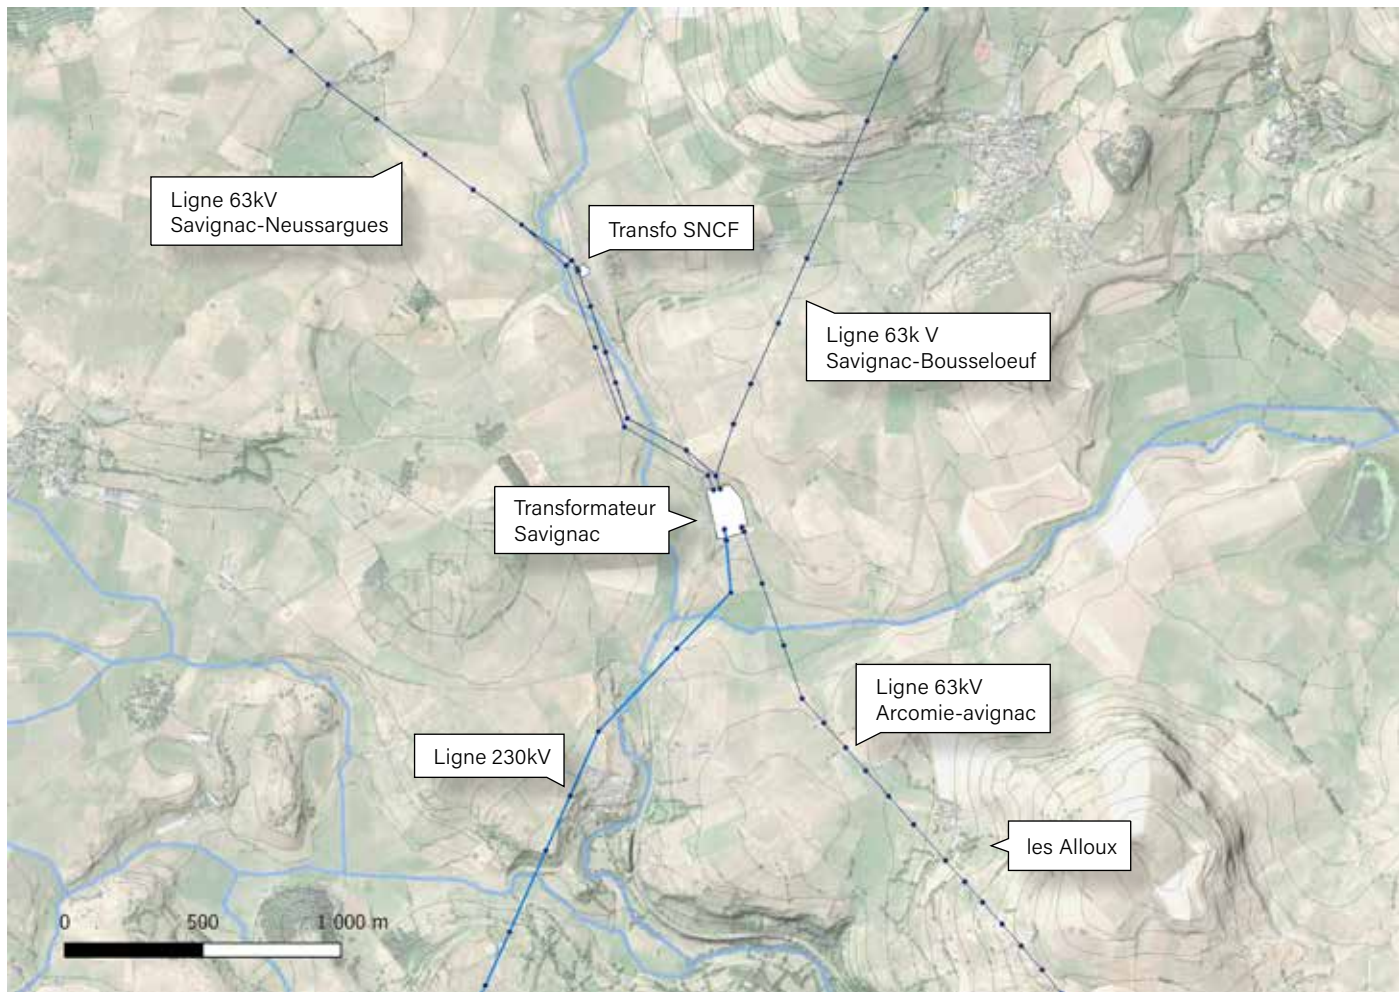 Ligne 63kV
Savignac-Neussargues
Transfo SNCF
Ligne 63k V
Savignac-Bousseloeuf
Transformateur
Savignac
Ligne 63kV
Arcomie-avignac
Ligne 230kV
les Alloux
0 500 1 000 m